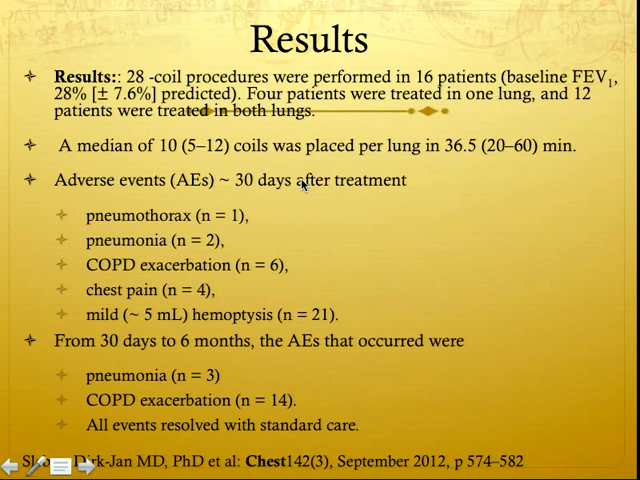 Results
Results:: 28 -coil procedures were performed in 16 patients (baseline FEV1,
28% [± 7.6%] predicted). Four patients were treated in one lung, and 12
patients were treated in both lungs.
A median of 10 (5–12) coils was placed per lung in 36.5 (20–60) min.
Adverse events (AEs) ~ 30 days after treatment
pneumothorax (n = 1),
pneumonia (n = 2),
COPD exacerbation (n = 6),
chest pain (n = 4),
mild (~ 5 mL) hemoptysis (n = 21).
From 30 days to 6 months, the AEs that occurred were
pneumonia (n = 3)
COPD exacerbation (n = 14).
All events resolved with standard care.
Dirk-Jan MD, PhD et al: Chest142(3), September 2012, p 574–582